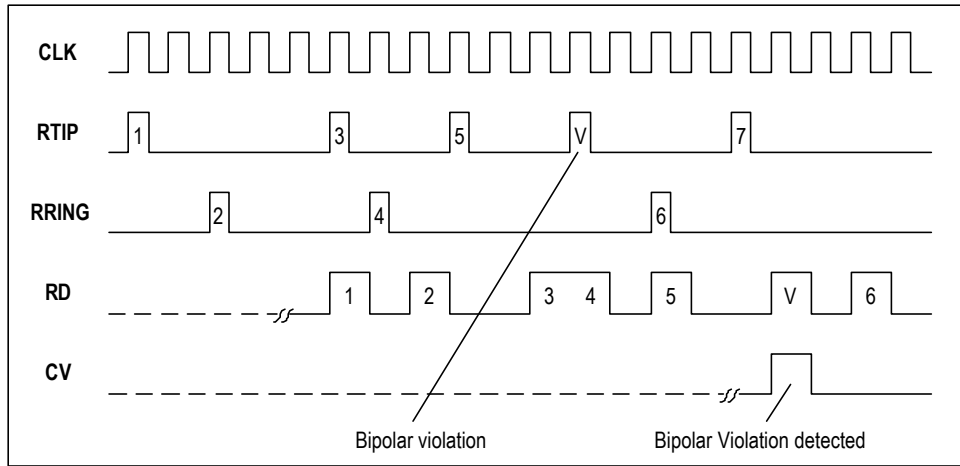 CLK
RTIP
1
3
5
V
7
RRING
2
4
6
RD
1
2
3
4
5
V
6
CV
Bipolar violation
Bipolar Violation detected